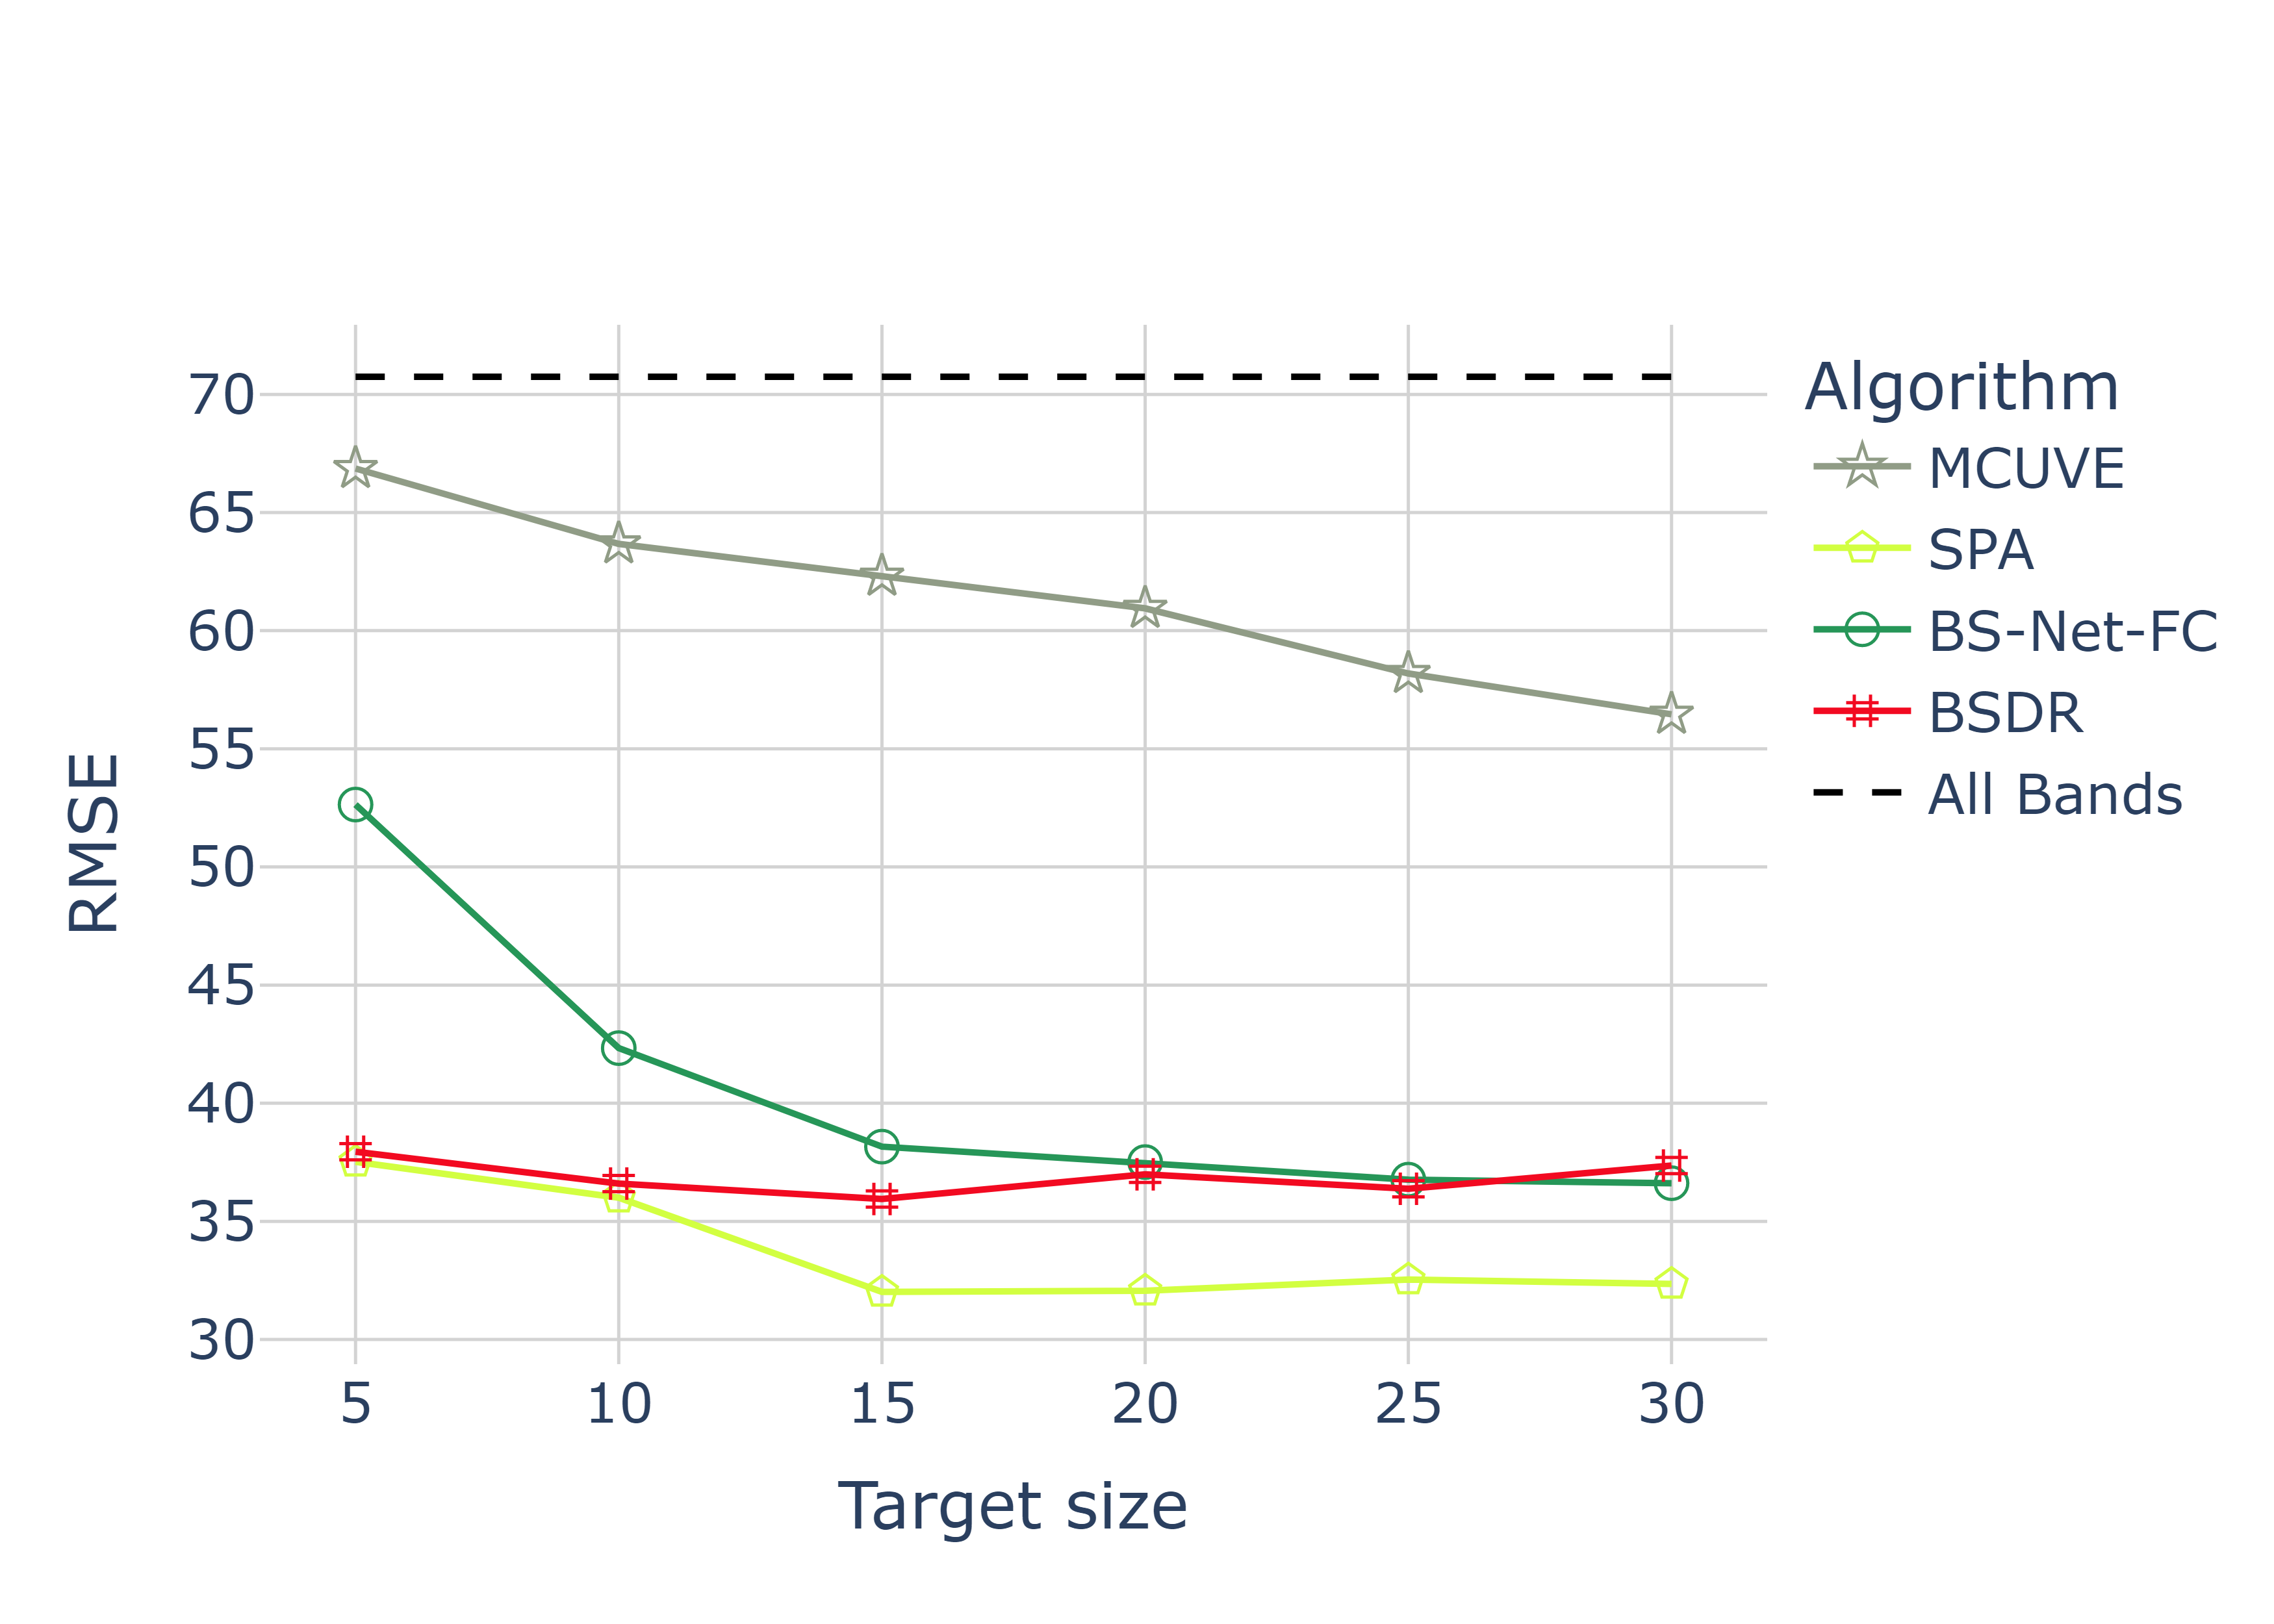 70
65
60
55
50
45
40
35
30
RMSE
5 10 15 20 25 30
Target size
Algorithm
MCUVE
SPA
BS-Net-FC
BSDR
All Bands